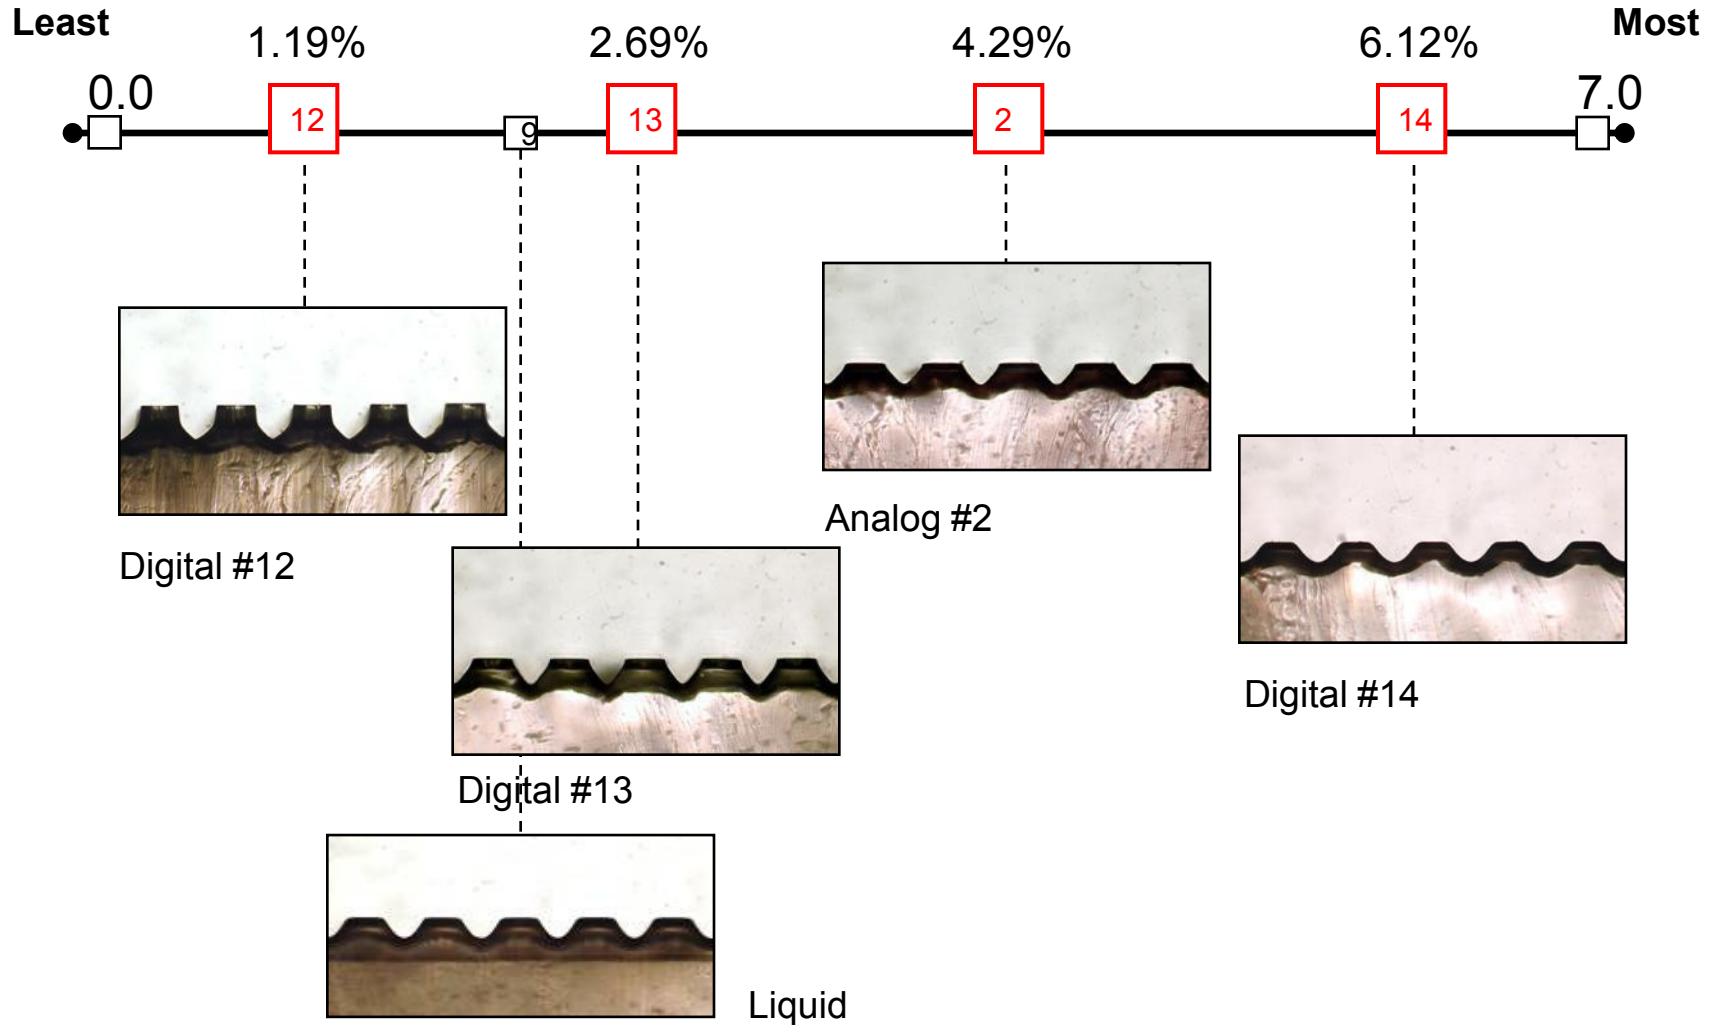 Least
Most
1.19%
2.69%
4.29%
6.12%
0.0
7.0
12
9
13
2
14
Analog #2
Digital #12
Digital #14
Digital #13
Liquid